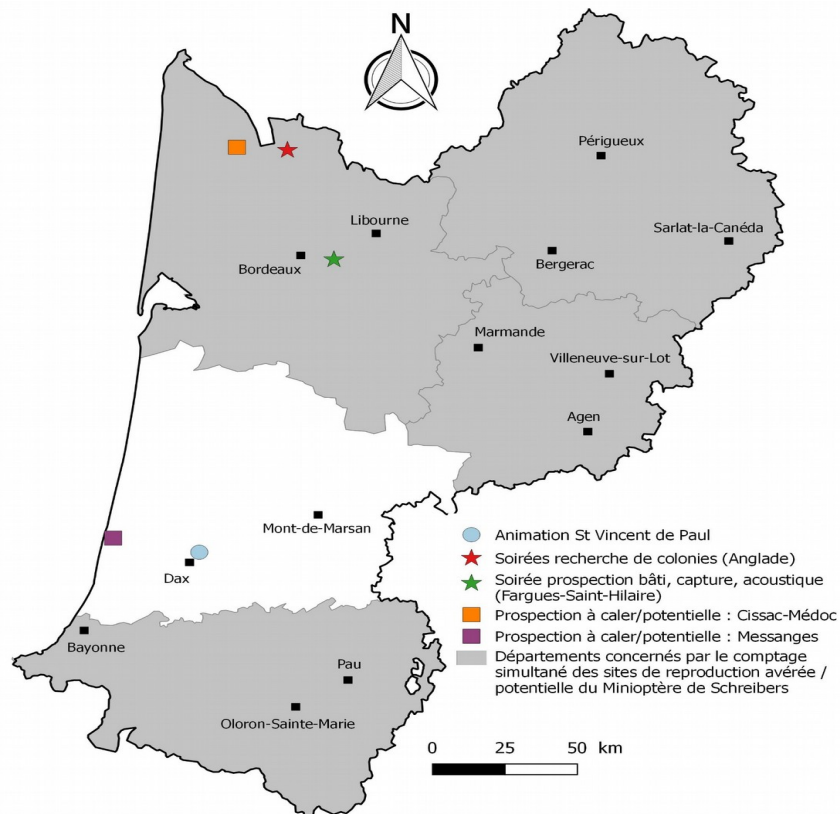 N
Périgueux
Libourne
Sarlat-la-Canéda
Bordeaux
Bergerac
Marmande
Villeneuve-sur-Lot
Agen
Mont-de-Marsan
Dax
Animation St Vincent de Paul
Soirées recherche de colonies (Anglade)
Soirée prospection bâti, capture, acoustique
(Fargues-Saint-Hilaire)
Prospection à caler/potentielle : Cissac-Médoc
Prospection à caler/potentielle : Messanges
Départements concernés par le comptage
simultané des sites de reproduction avérée /
potentielle du Minioptère de Schreibers
Bayonne
Pau
Oloron-Sainte-Marie
0 25 50 km